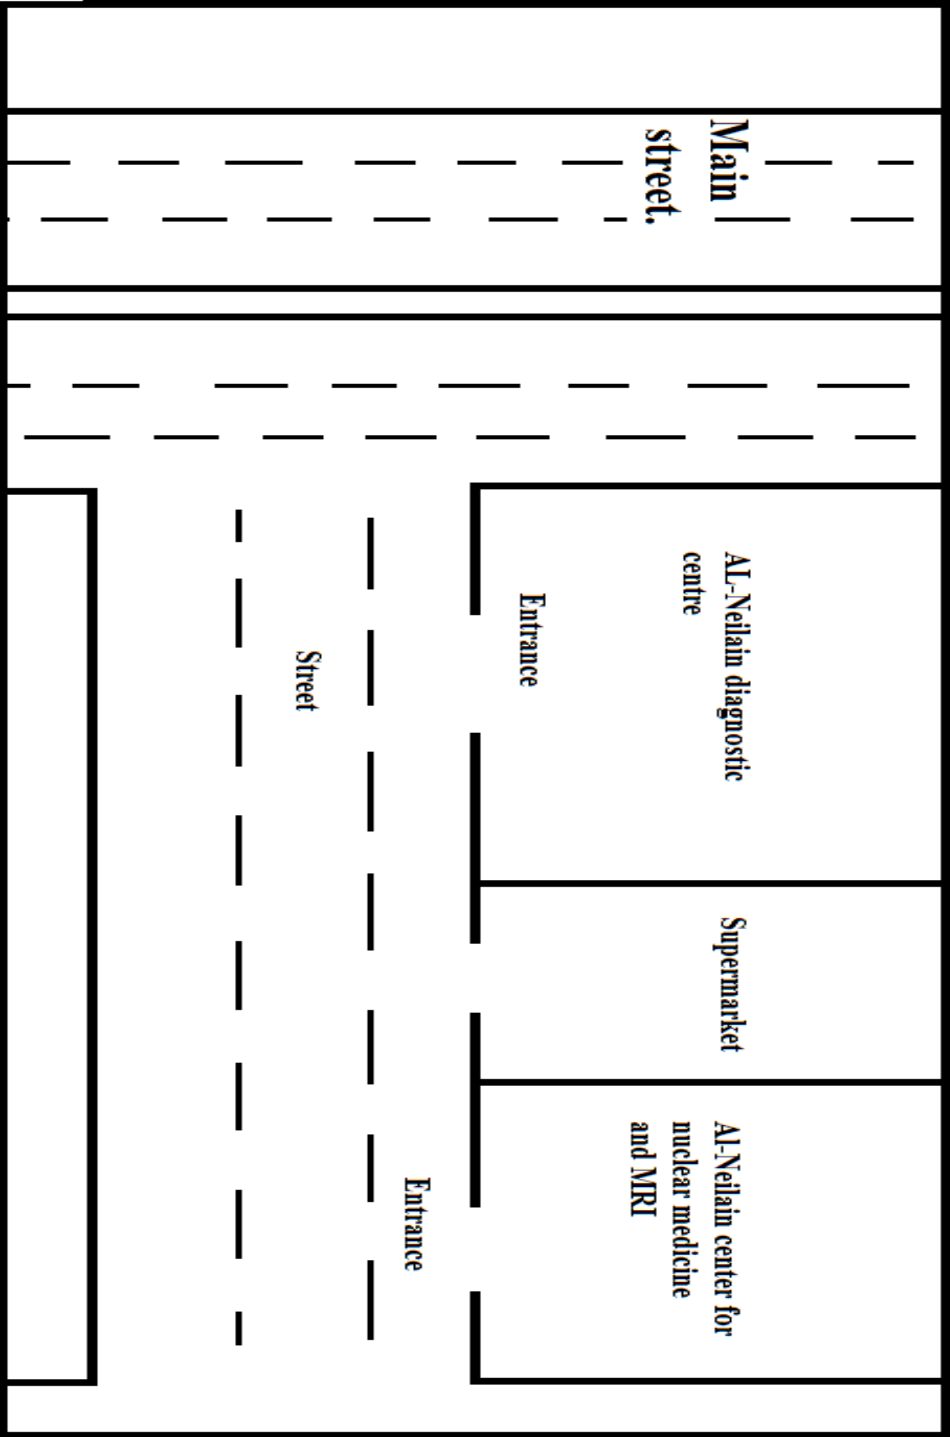 Main
street.
AL-Neilain diagnostic
centre
Entrance
Street
Supermarket
Al-Neilain center for
nuclear medicine
and MRI
Entrance